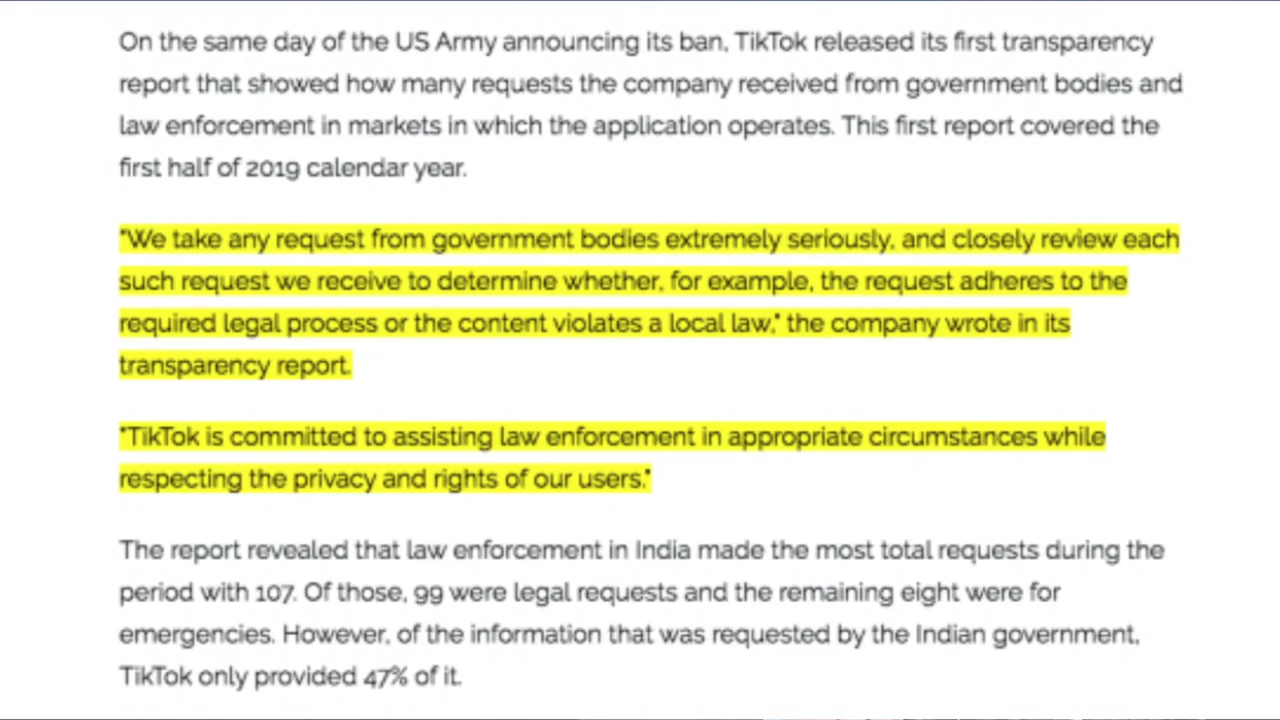 On the same day of the US Army announcing its ban, TikTok released its first transparency
report that showed how many requests the company received from government bodies and
law enforcement in markets in which the application operates. This first report covered the
first half of 2019 calendar year.
"We take any request from government bodies extremely seriously, and closely review each
such request we receive to determine whether, for example, the request adheres to the
required legal process or the content violates a local law," the company wrote in its
transparency report.
"TikTok is committed to assisting law enforcement in appropriate circumstances while
respecting the privacy and rights of our users."
The report revealed that law enforcement in India made the most total requests during the
period with 107. Of those, 99 were legal requests and the remaining eight were for
emergencies. However, of the information that was requested by the Indian government,
TikTok only provided 47% of it.